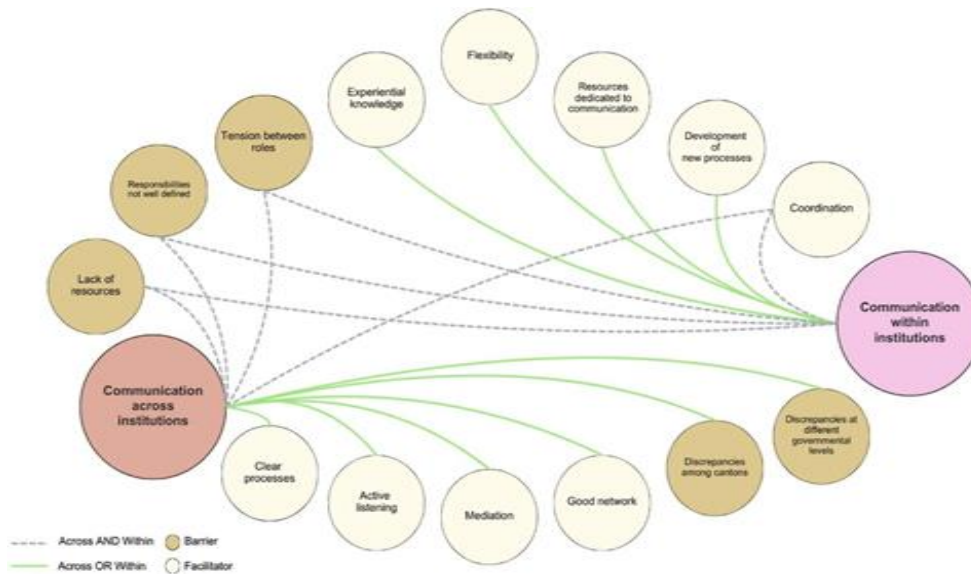 Flexibility
Experiential
knowledge
Resources
dedicated to
communication
Tension between
roles
Development
of
new processes
Responsibilities
not well defined
Coordination
Lack of
resources
Communication
within
institutions
Communication
across
institutions
Discrepancies at
different
governmental
levels
Discrepancies
among cantons
Clear
processes
Active
listening
Mediation
Good network
Across AND Within
Barrier
Across OR Within
Facilitator